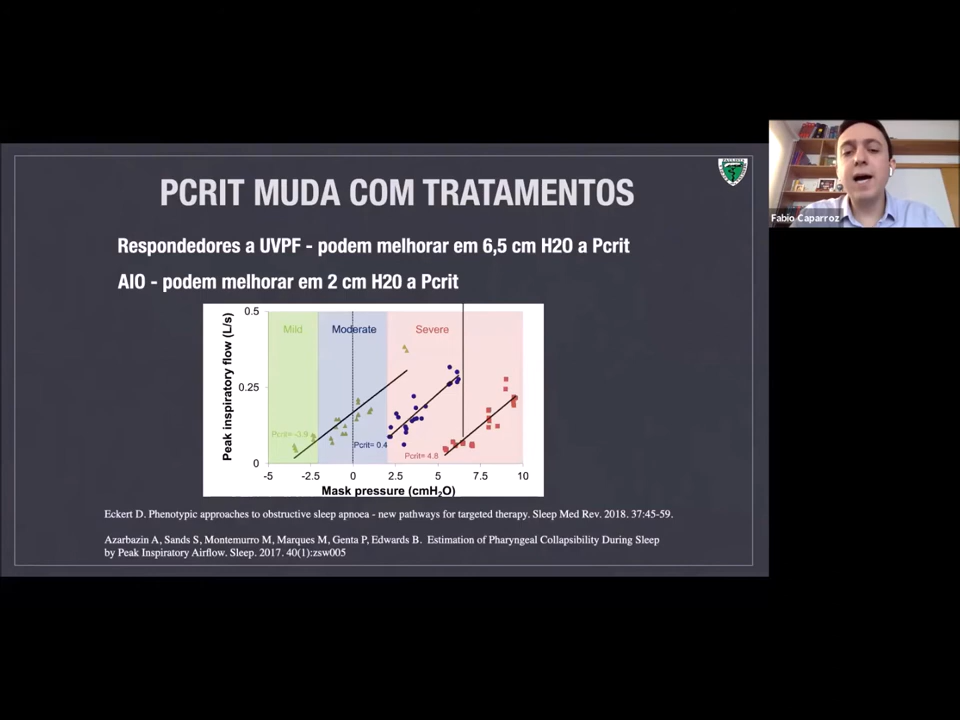 PCRIT MUDA COM TRATAMENTOS
Respondedores a UVPF - podem melhorar em 6,5 cm H2O a Pcrit
AIO - podem melhorar em 2 cm H20 a Pcrit
Fabio Caparroz
Peak inspiratory flow (L/s)
0.5
0.25
0
Mild
Moderate
Severe
Pcrit= -3.9
Pcrit= 0.4
Pcrit= 4.8
-5 -2.5 0 2.5 5 7.5 10
Mask pressure (cmH₂O)
Eckert D. Phenotypic approaches to obstructive sleep apnoea - new pathways for targeted therapy. Sleep Med Rev. 2018. 37:45-59.
Azarbazin A, Sands S, Montemurro M, Marques M, Genta P, Edwards B. Estimation of Pharyngeal Collapsibility During Sleep
by Peak Inspiratory Airflow. Sleep. 2017. 40(1):zsw005